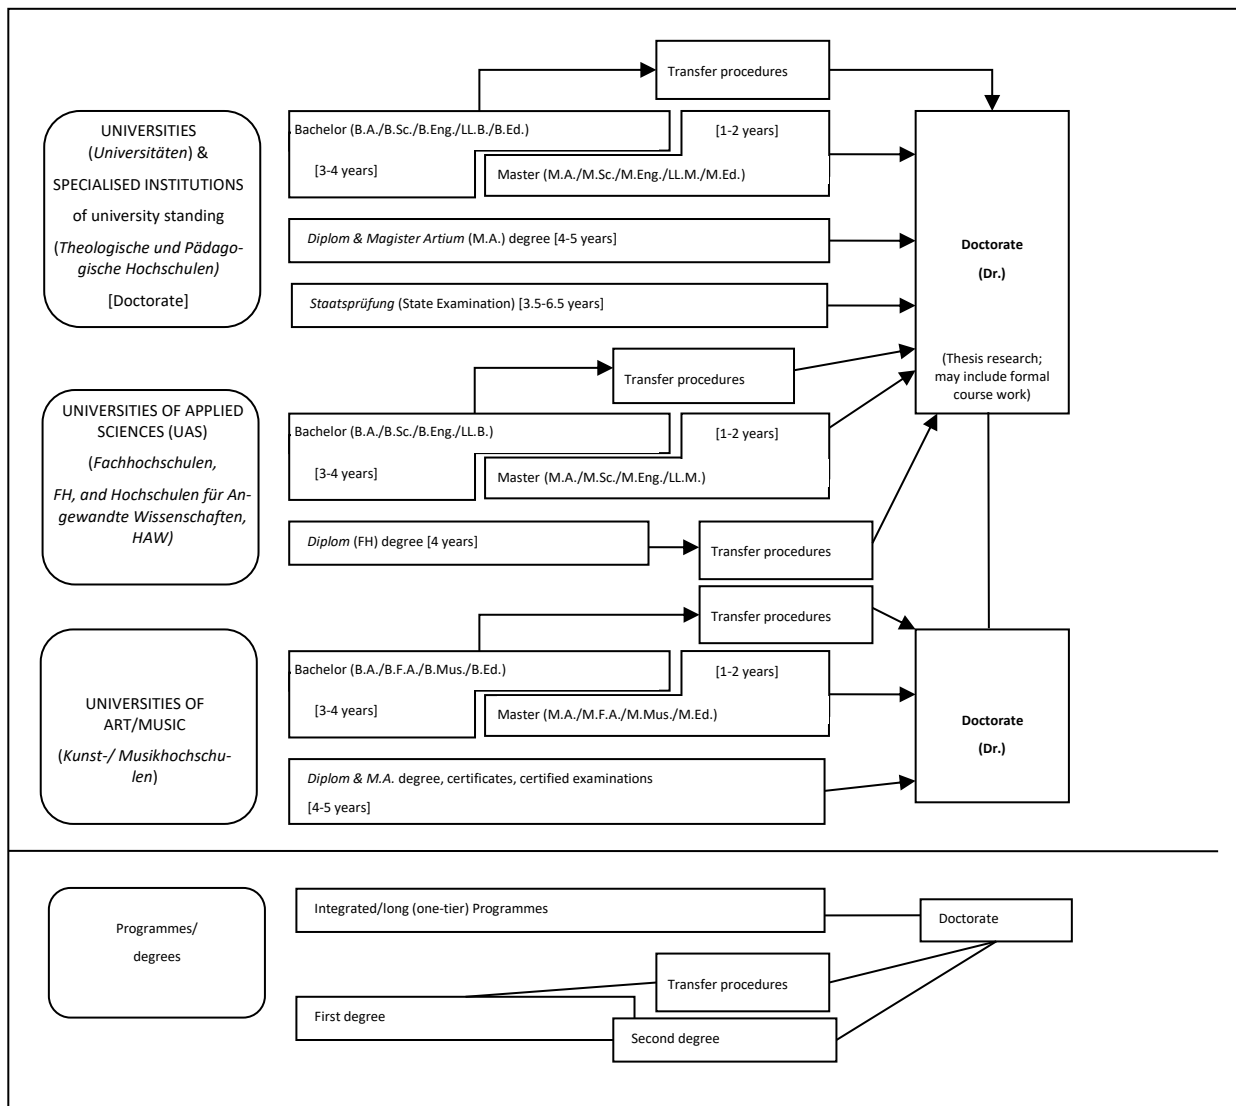 Transfer procedures
UNIVERSITIES
(Universitäten) &
SPECIALISED INSTITUTIONS
of university standing
(Theologische und Pädago-
gische Hochschulen)
[Doctorate]
Bachelor (B.A./B.Sc./B.Eng./LL.B./B.Ed.)
[1-2 years]
[3-4 years]
Master (M.A./M.Sc./M.Eng./LL.M./M.Ed.)
Diplom & Magister Artium (M.A.) degree [4-5 years]
Staatsprüfung (State Examination) [3.5-6.5 years]
Doctorate
(Dr.)
(Thesis research;
may include formal
course work)
Transfer procedures
UNIVERSITIES OF APPLIED
SCIENCES (UAS)
(Fachhochschulen,
FH, and Hochschulen für An-
gewandte Wissenschaften,
HAW)
Bachelor (B.A./B.Sc./B.Eng./LL.B.)
[1-2 years]
[3-4 years]
Master (M.A./M.Sc./M.Eng./LL.M.)
Diplom (FH) degree [4 years]
Transfer procedures
Transfer procedures
UNIVERSITIES OF
ART/MUSIC
(Kunst-/ Musikhochschu-
len)
Bachelor (B.A./B.F.A./B.Mus./B.Ed.)
[1-2 years]
[3-4 years]
Master (M.A./M.F.A./M.Mus./M.Ed.)
Diplom & M.A. degree, certificates, certified examinations
[4-5 years]
Doctorate
(Dr.)
Programmes/
degrees
Integrated/long (one-tier) Programmes
Doctorate
Transfer procedures
First degree
Second degree